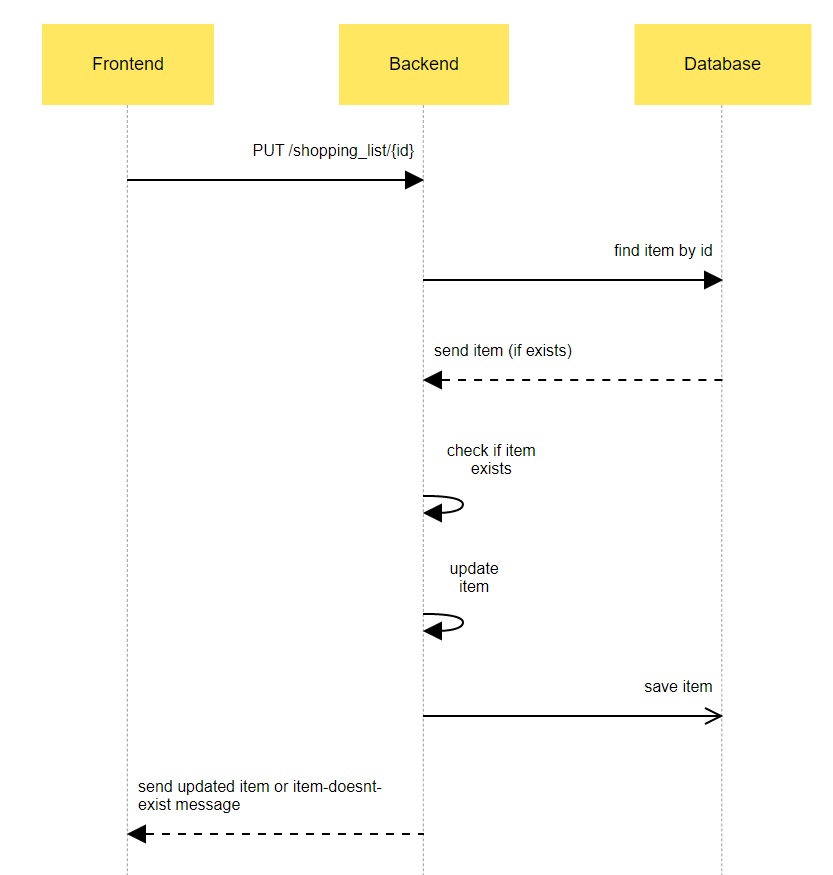 Frontend
Backend
Database
PUT /shopping_list/{id}
find item by id
send item (if exists)
check if item
exists
update
item
save item
send updated item or item-doesnt-
exist message